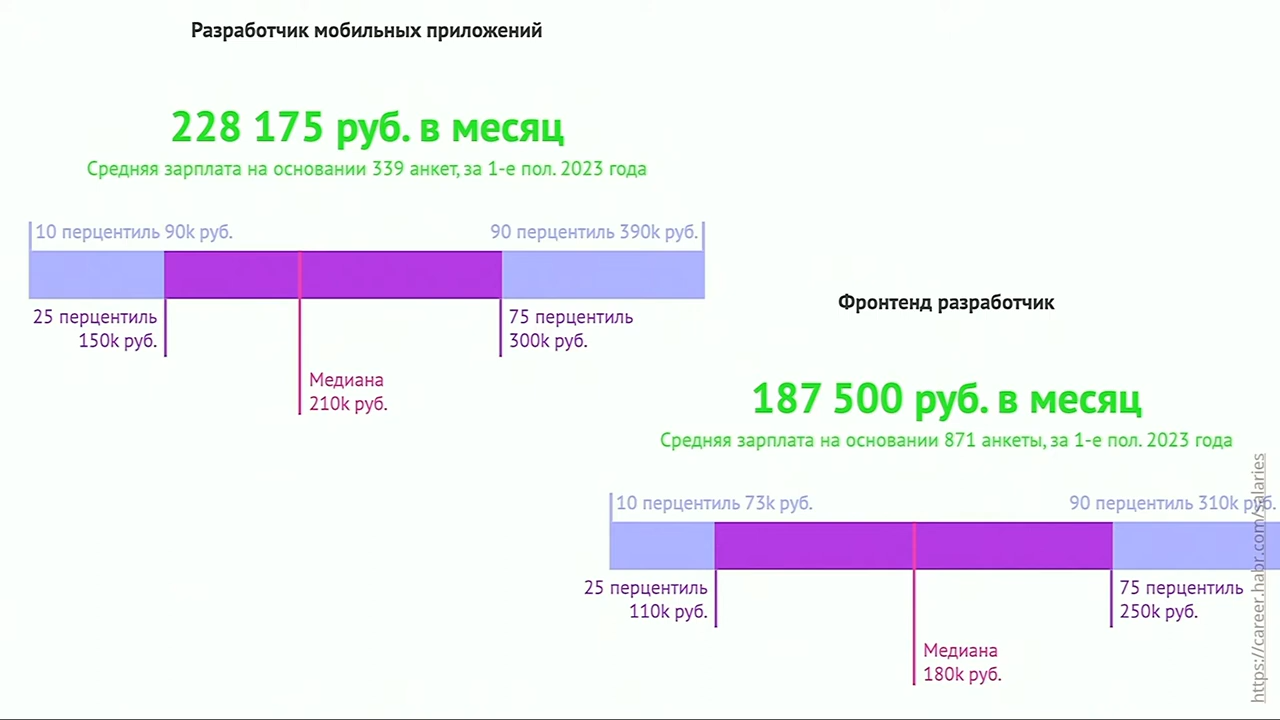 Разработчик мобильных приложений
228 175 руб. в месяц
Средняя зарплата на основании 339 анкет, за 1-е пол. 2023 года
10 перцентиль 90k руб.
90 перцентиль 390k руб.
25 перцентиль
150k руб.
75 перцентиль
300k руб.
Медиана
210k руб.
Фронтенд разработчик
187 500 руб. в месяц
Средняя зарплата на основании 871 анкеты, за 1-е пол. 2023 года
10 перцентиль 73k руб.
90 перцентиль 310k руб.
25 перцентиль
110k руб.
75 перцентиль
250k руб.
Медиана
180k руб.
https://career.habr.com/salaries